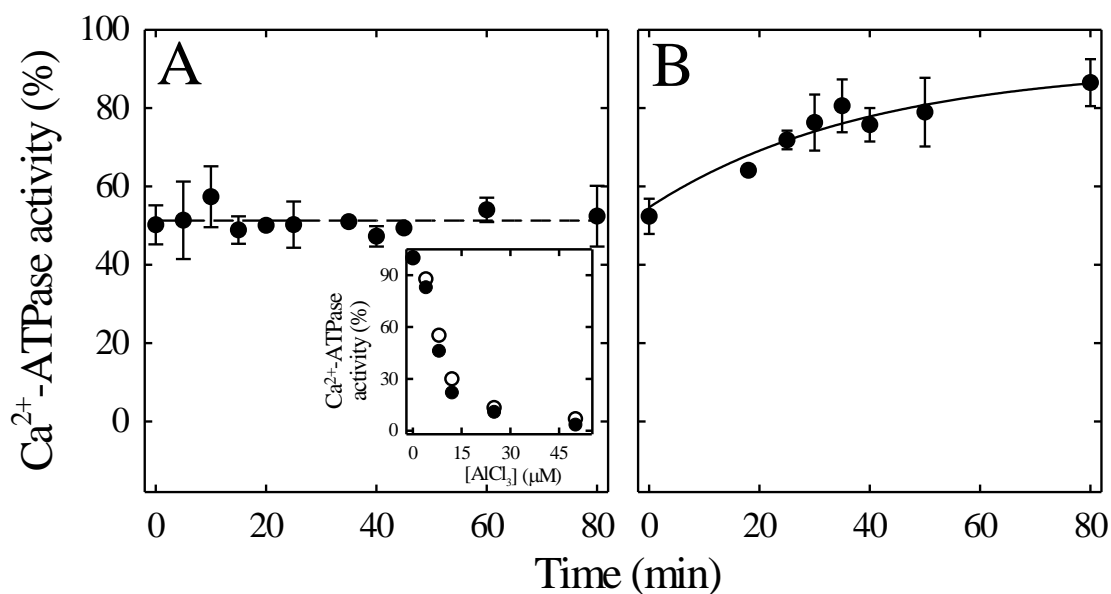 100
80
60
40
20
0
Ca²⁺-ATPase activity (%)
A
B
90
60
30
0
Ca²⁺-ATPase
activity (%)
0 15 30 45
[AlCl₃] (μM)
0 20 40 60 80
0 20 40 60 80
Time (min)